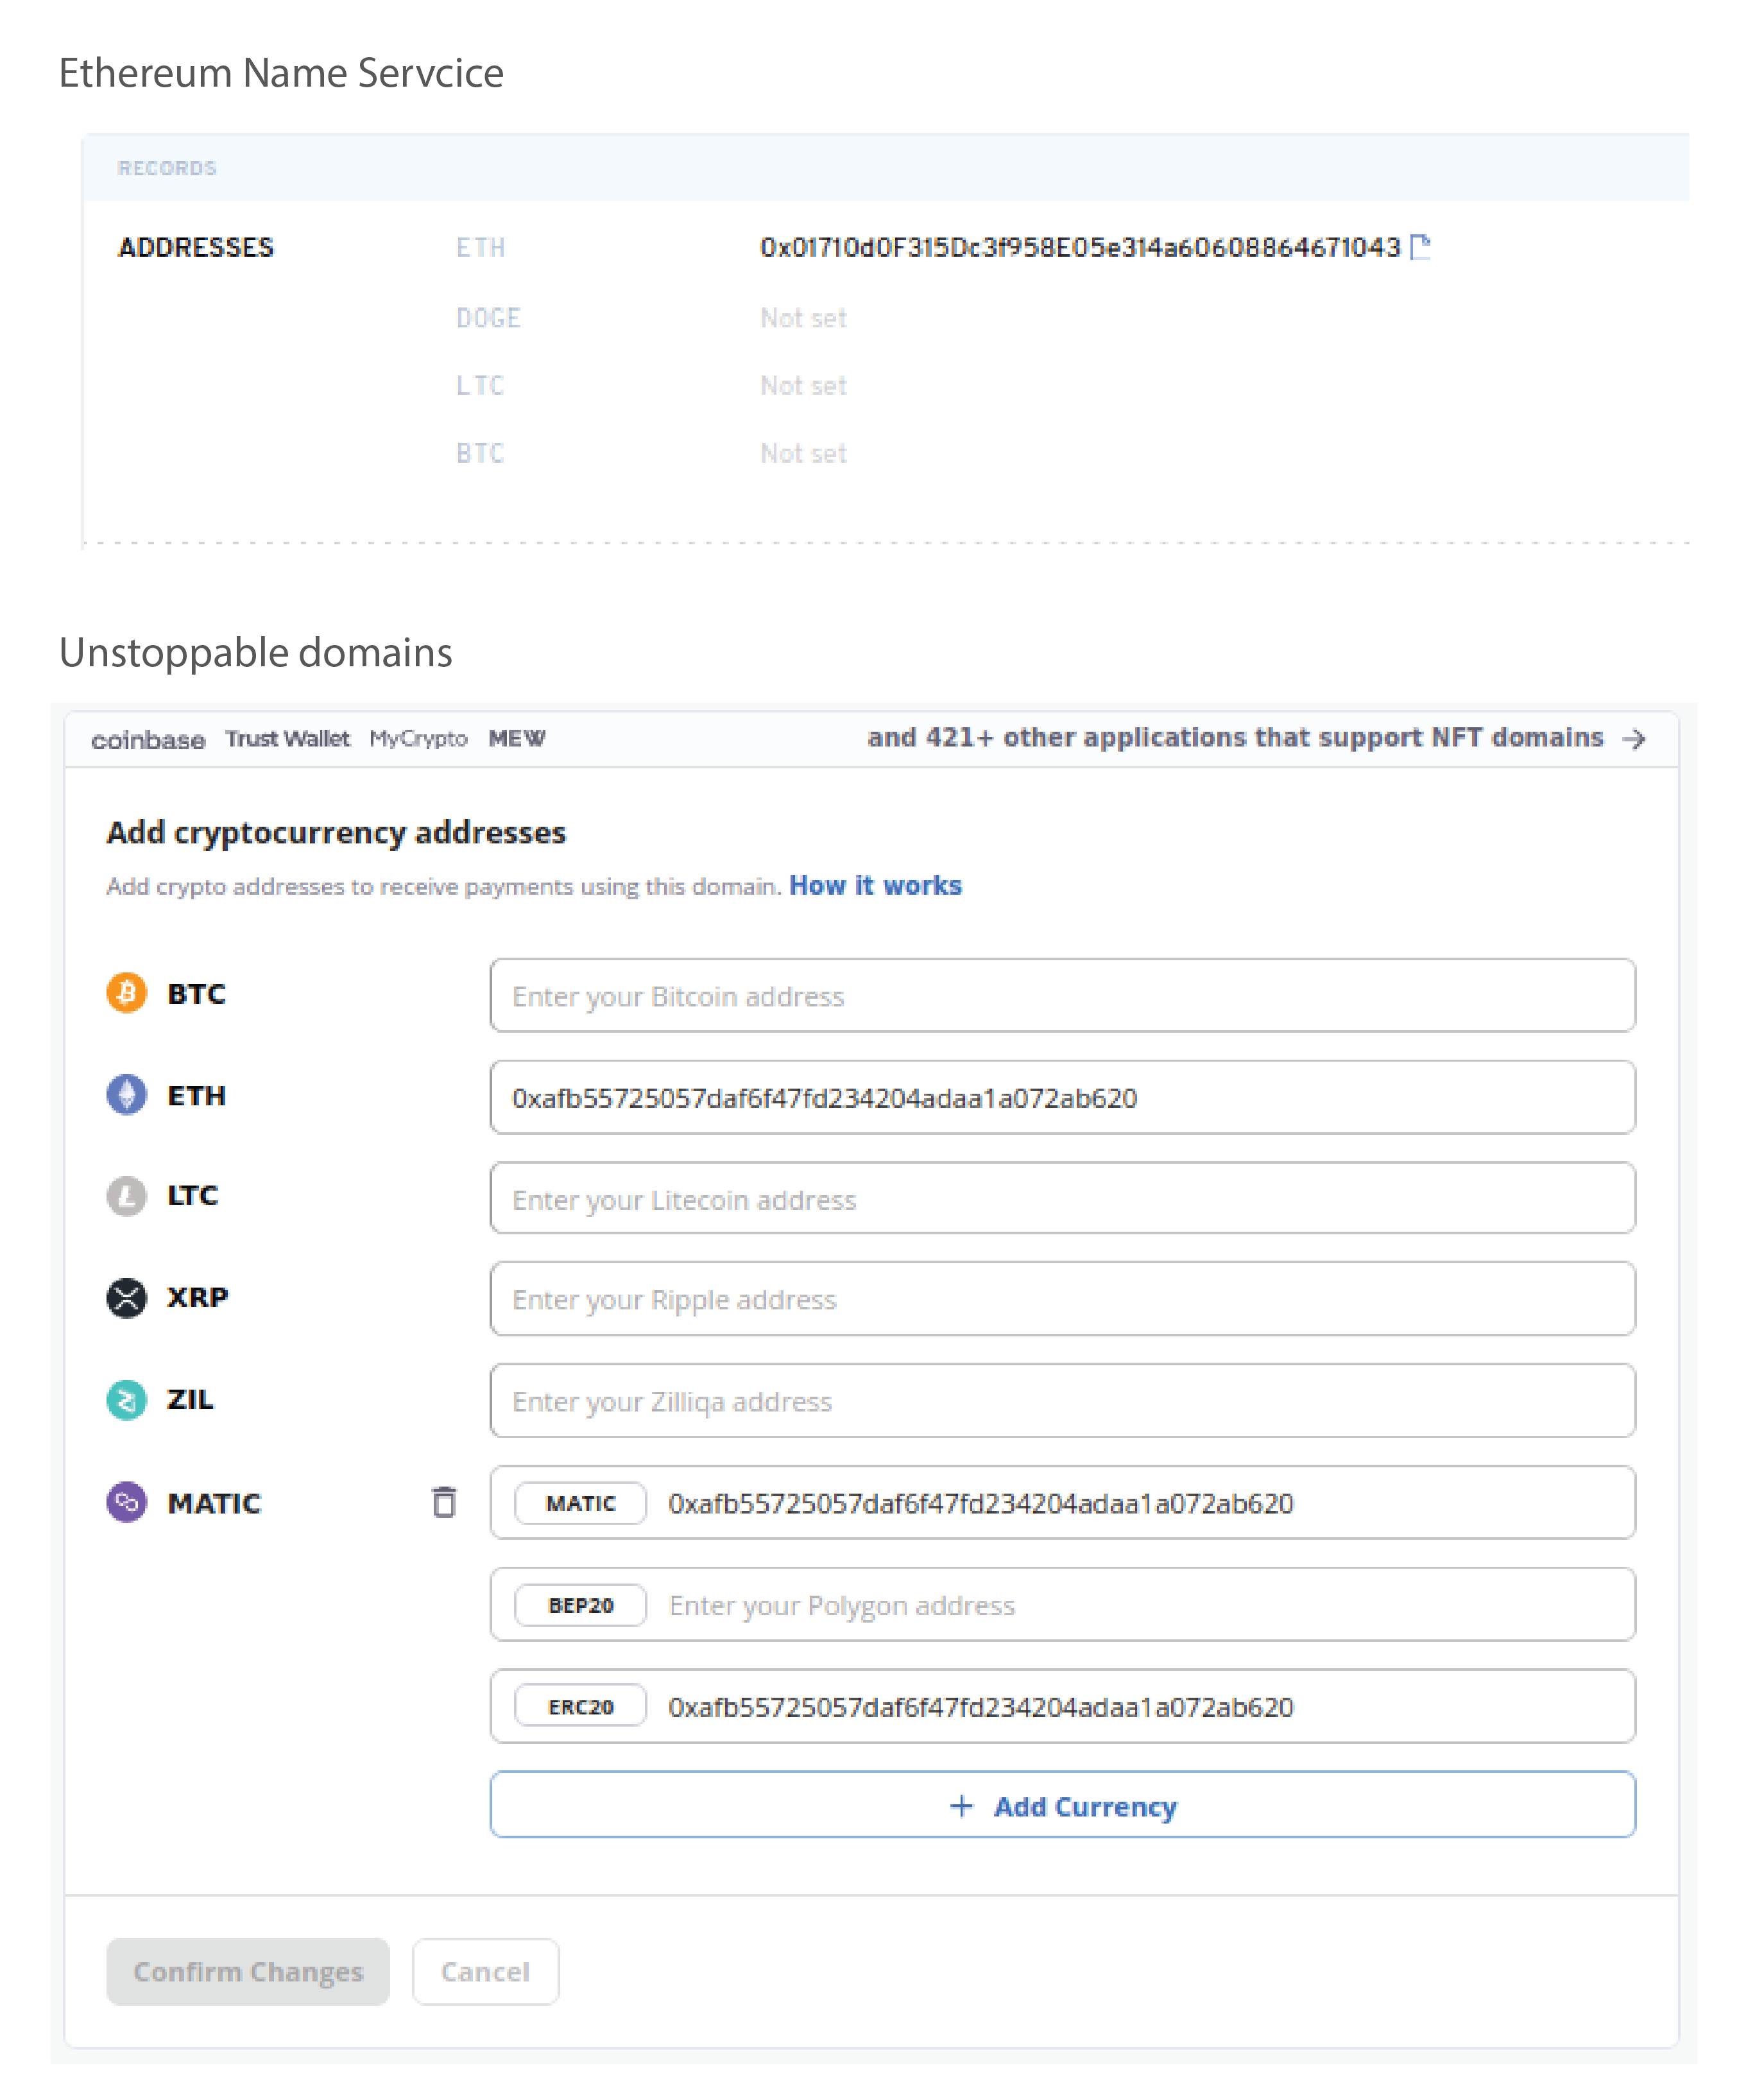 Ethereum Name Servcice
RECORDS
ADDRESSES ETH 0x01710d0F315Dc3f958E05e314a60608864671043
DOGE Not set
LTC Not set
BTC Not set
Unstoppable domains
coinbase Trust Wallet MyCrypto MEW and 421+ other applications that support NFT domains →
Add cryptocurrency addresses
Add crypto addresses to receive payments using this domain. How it works
BTC Enter your Bitcoin address
ETH 0xafb55725057daf6f47fd234204adaa1a072ab620
LTC Enter your Litecoin address
XRP Enter your Ripple address
ZIL Enter your Zilliqa address
MATIC MATIC 0xafb55725057daf6f47fd234204adaa1a072ab620
BEP20 Enter your Polygon address
ERC20 0xafb55725057daf6f47fd234204adaa1a072ab620
+ Add Currency
Confirm Changes Cancel